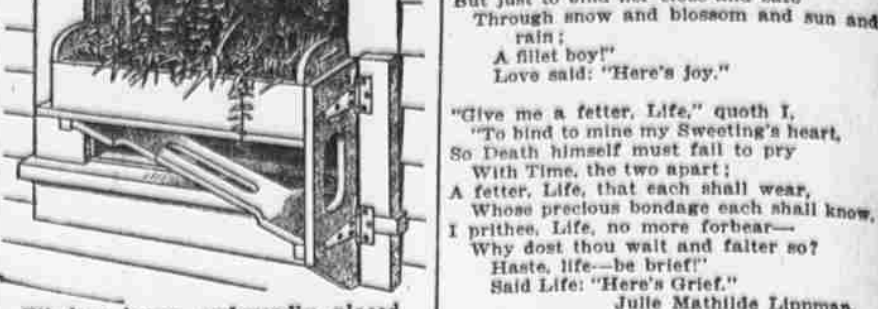 Through snow and blossom and sun and
rain;
A fillet boy!"
Love said: "Here's joy."
"Give me a fetter, Life," quoth I,
"To bind to mine my Sweeting's heart,
So Death himself must fail to pry
With Time, the two apart;
A fetter, Life, that each shall wear,
Whose precious bondage each shall know,
I prithee, Life, no more forbear—
Why dost thou wait and falter so?
Haste, life—be brief!"
Said Life: "Here's Grief."
Julie Mathilde Lippman.